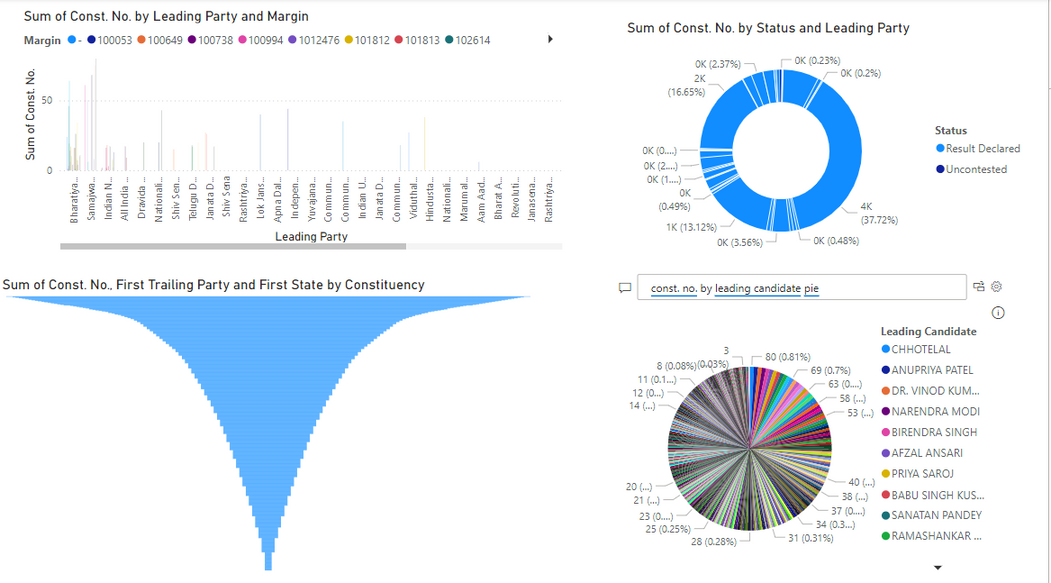 Sum of Const. No. by Leading Party and Margin
Margin - 100053 100649 100738 100994 1012476 101812 101813 102614
Sum of Const. No.
50
0
Bharatiya...
Samajwa...
Indian N...
All India ...
Dravida ...
Nationali...
Shiv Sen...
Telugu D...
Janata D...
Shiv Sena
Rashtriya...
Lok Jans...
Apna Dal...
Indepen...
Yuvajana...
Commun...
Commun...
Indian U...
Janata D...
Commun...
Viduthal...
Hindusta...
Nationali...
Marumal...
Aam Aad...
Bharat A...
Revoluti...
Janasena...
Rashtriya...
Leading Party
Sum of Const. No. by Status and Leading Party
0K (0.23%)
0K (0.2%)
0K (2.37%)
2K
(16.65%)
0K (0....)
0K (2....)
0K (1....)
0K
(0.49%)
1K (13.12%)
0K (3.56%)
0K (0.48%)
4K
(37.72%)
Status
Result Declared
Uncontested
Sum of Const. No., First Trailing Party and First State by Constituency
const. no. by leading candidate pie
3
80 (0.81%)
8 (0.08%)
(0.03%)
69 (0.7%)
11 (0.1...)
63 (0....)
12 (0...)
58 (...)
14 (...)
53 (...)
20 (...)
40 (...)
21 (...)
38 (...)
23 (0....)
37 (0....)
25 (0.25%)
34 (0.3...)
28 (0.28%)
31 (0.31%)
Leading Candidate
CHHOTELAL
ANUPRIYA PATEL
DR. VINOD KUM...
NARENDRA MODI
BIRENDRA SINGH
AFZAL ANSARI
PRIYA SAROJ
BABU SINGH KUS...
SANATAN PANDEY
RAMASHANKAR ...